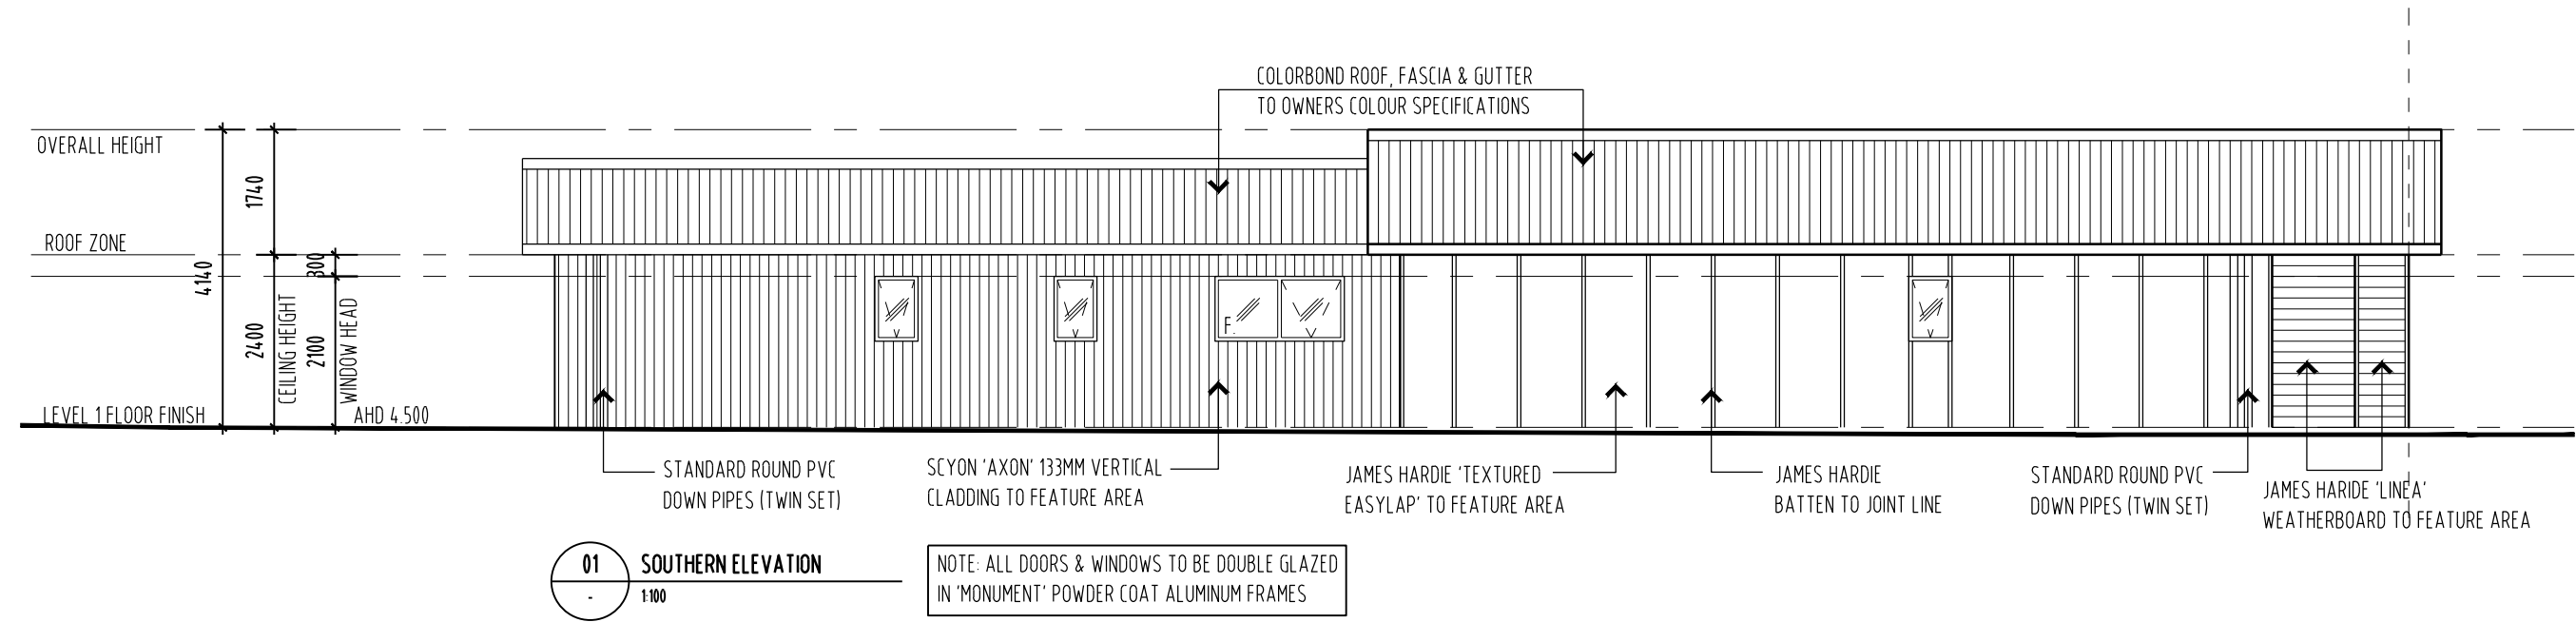 COLORBOND ROOF, FASCIA & GUTTER
TO OWNERS COLOUR SPECIFICATIONS
OVERALL HEIGHT
1740
ROOF ZONE
4140
300
2400
CEILING HEIGHT
2100
WINDOW HEAD
F.
LEVEL 1 FLOOR FINISH
AHD 4.500
STANDARD ROUND PVC
DOWN PIPES (TWIN SET)
SCYON 'AXON' 133MM VERTICAL
CLADDING TO FEATURE AREA
JAMES HARDIE 'TEXTURED
EASYLAP' TO FEATURE AREA
JAMES HARDIE
BATTEN TO JOINT LINE
STANDARD ROUND PVC
DOWN PIPES (TWIN SET)
JAMES HARIDE 'LINEA'
WEATHERBOARD TO FEATURE AREA
01
-
SOUTHERN ELEVATION
1:100
NOTE: ALL DOORS & WINDOWS TO BE DOUBLE GLAZED
IN 'MONUMENT' POWDER COAT ALUMINUM FRAMES